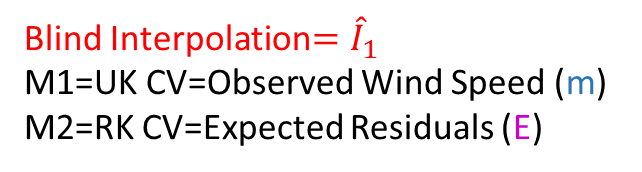 Blind Interpolation= Î₁
M1=UK CV=Observed Wind Speed (m)
M2=RK CV=Expected Residuals (E)